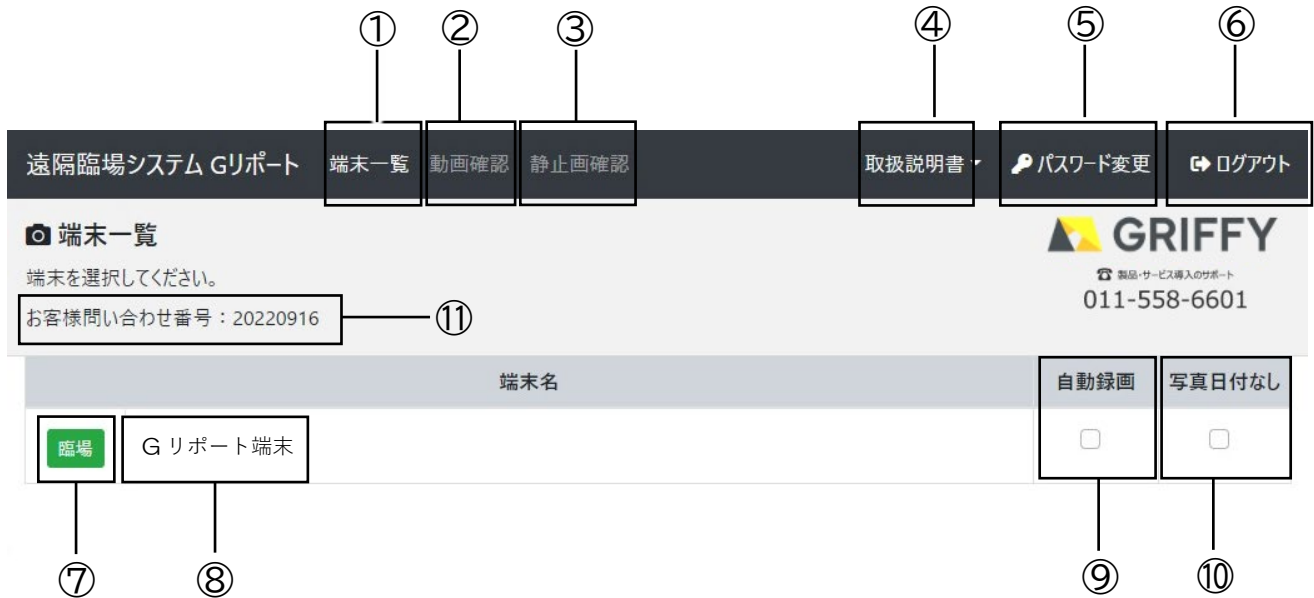 ① ② ③ ④ ⑤ ⑥
遠隔臨場システム Gリポート 端末一覧 動画確認 静止画確認 取扱説明書 パスワード変更 ログアウト
端末一覧
GRIFFY
端末を選択してください。
製品・サービス導入のサポート
011-558-6601
お客様問い合わせ番号：20220916 ⑪
端末名 自動録画 写真日付なし
臨場 Gリポート端末
⑦ ⑧ ⑨ ⑩